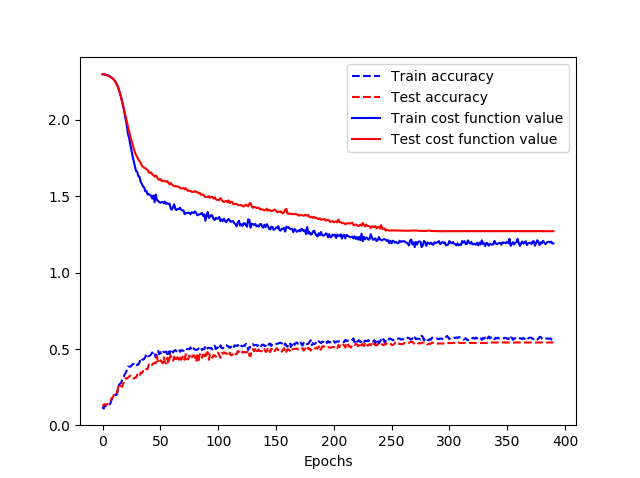 Train accuracy
Test accuracy
Train cost function value
Test cost function value
2.0
1.5
1.0
0.5
0.0
0 50 100 150 200 250 300 350 400
Epochs